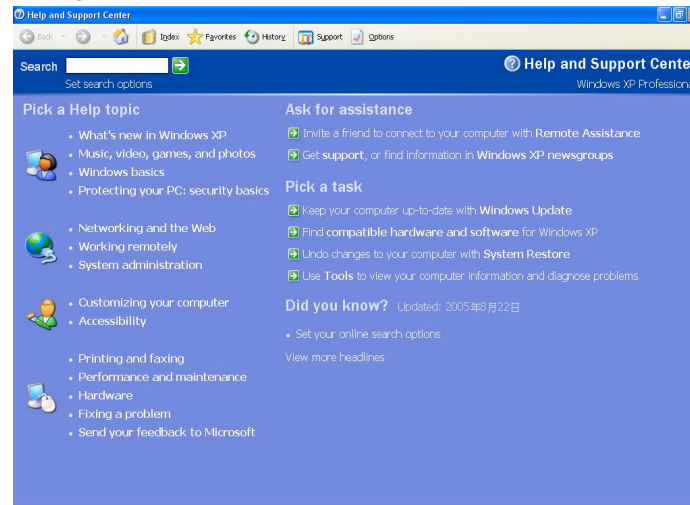 Help and Support Center
Back
Index
Favorites
History
Support
Options
Search
Set search options
Help and Support Cente
Windows XP Profession
Pick a Help topic
What's new in Windows XP
Music, video, games, and photos
Windows basics
Protecting your PC: security basics
Networking and the Web
Working remotely
System administration
Customizing your computer
Accessibility
Printing and faxing
Performance and maintenance
Hardware
Fixing a problem
Send your feedback to Microsoft
Ask for assistance
Invite a friend to connect to your computer with Remote Assistance
Get support, or find information in Windows XP newsgroups
Pick a task
Keep your computer up-to-date with Windows Update
Find compatible hardware and software for Windows XP
Undo changes to your computer with System Restore
Use Tools to view your computer information and diagnose problems
Did you know? Updated: 2005年8月22日
Set your online search options
View more headlines